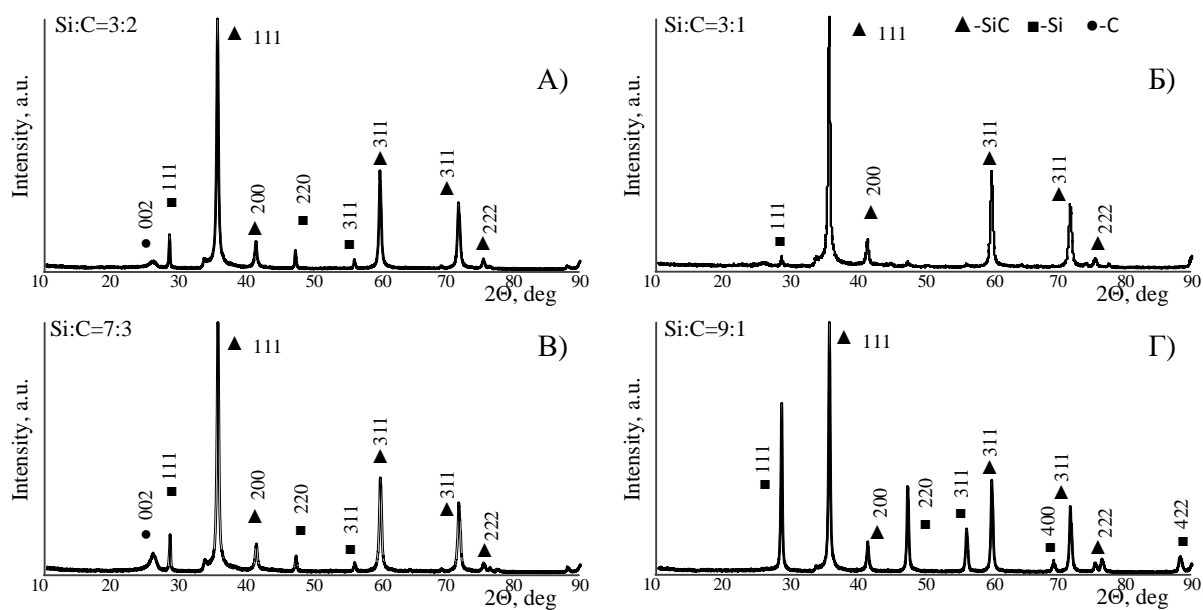 Si:C=3:2
А)
Intensity, a.u.
● 002
■ 111
▲ 111
▲ 200
■ 220
■ 311
▲ 311
▲ 311
▲ 222
10 20 30 40 50 60 70 80 90
2Θ, deg
Si:C=3:1
▲-SiC ■-Si ●-C
Б)
Intensity, a.u.
■ 111
▲ 111
▲ 200
▲ 311
▲ 311
▲ 222
10 20 30 40 50 60 70 80 90
2Θ, deg
Si:C=7:3
В)
Intensity, a.u.
● 002
■ 111
▲ 111
▲ 200
■ 220
■ 311
▲ 311
▲ 311
▲ 222
10 20 30 40 50 60 70 80 90
2Θ, deg
Si:C=9:1
Г)
Intensity, a.u.
■ 111
▲ 111
▲ 200
■ 220
■ 311
▲ 311
■ 400
▲ 311
▲ 222
■ 422
10 20 30 40 50 60 70 80 90
2Θ, deg